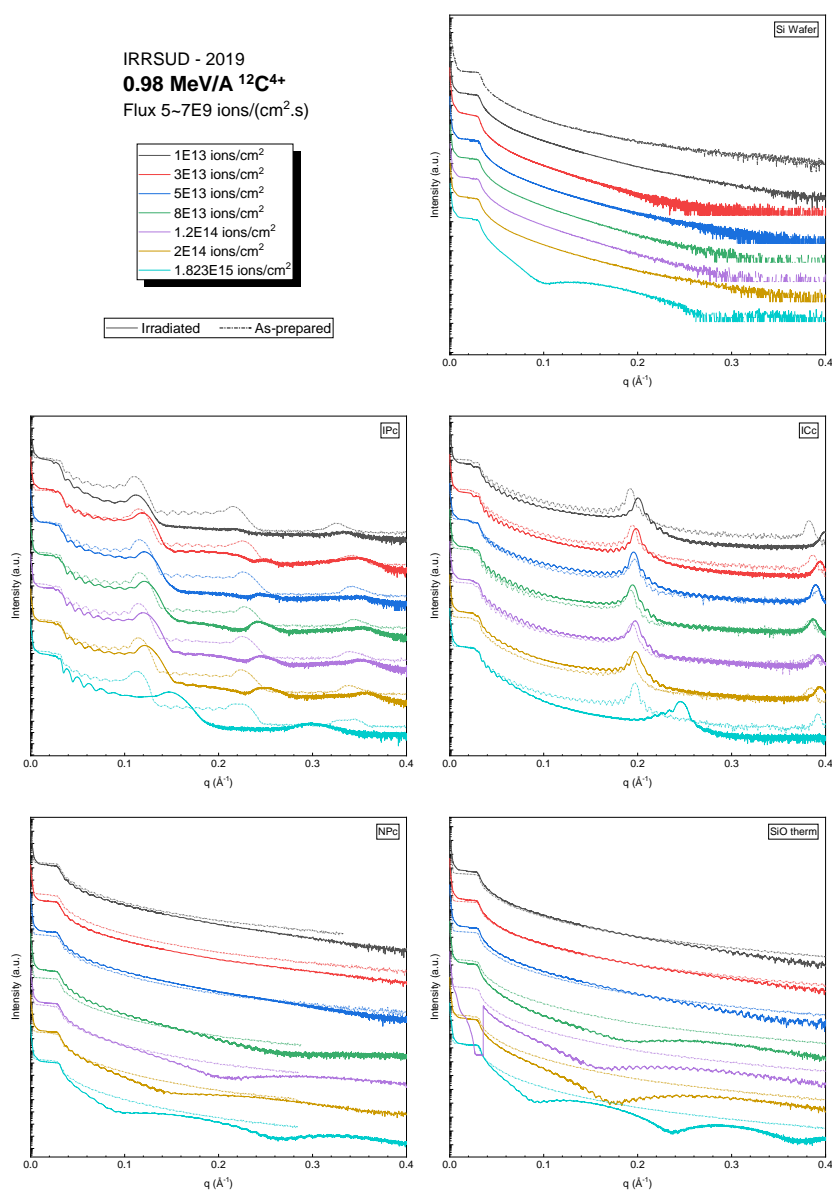 IRRSUD - 2019
0.98 MeV/A ¹²C⁴⁺
Flux 5~7E9 ions/(cm².s)
1E13 ions/cm²
3E13 ions/cm²
5E13 ions/cm²
8E13 ions/cm²
1.2E14 ions/cm²
2E14 ions/cm²
1.823E15 ions/cm²
Irradiated As-prepared
Si Wafer
Intensity (a.u.)
0.0 0.1 0.2 0.3 0.4
q (Å⁻¹)
IPc
Intensity (a.u.)
0.0 0.1 0.2 0.3 0.4
q (Å⁻¹)
ICc
Intensity (a.u.)
0.0 0.1 0.2 0.3 0.4
q (Å⁻¹)
NPc
Intensity (a.u.)
0.0 0.1 0.2 0.3 0.4
q (Å⁻¹)
SiO therm
Intensity (a.u.)
0.0 0.1 0.2 0.3 0.4
q (Å⁻¹)